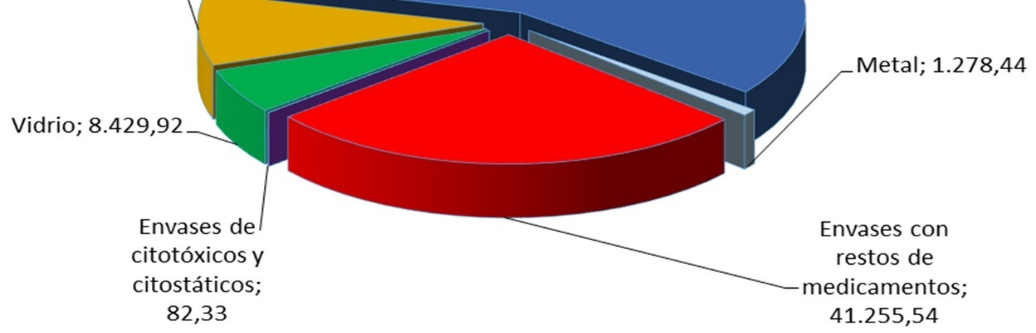 Metal; 1.278,44
Vidrio; 8.429,92
Envases de
citotóxicos y
citostáticos;
82,33
Envases con
restos de
medicamentos;
41.255,54